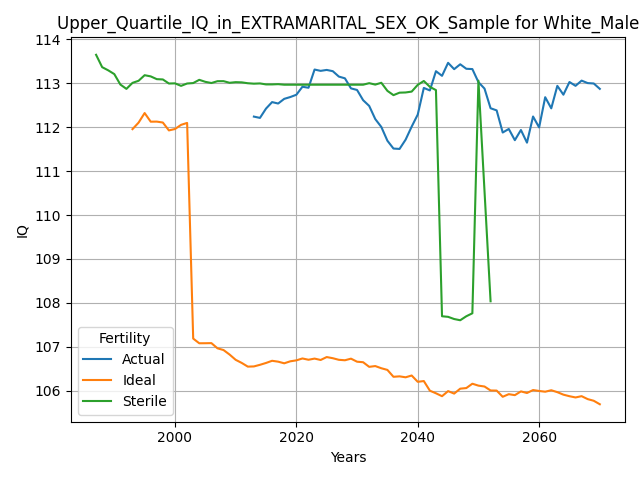 Upper_Quartile_IQ_in_EXTRAMARITAL_SEX_OK_Sample for White_Male
114
113
112
111
110
109
108
107
106
IQ
Fertility
Actual
Ideal
Sterile
2000
2020
2040
2060
Years